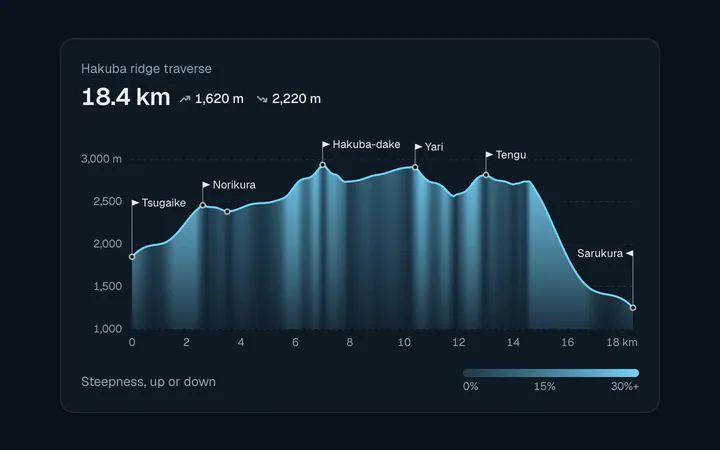 Hakuba ridge traverse
18.4 km 1,620 m 2,220 m
Hakuba-dake
Yari
Tengu
Norikura
Tsugaike
Sarukura
3,000 m
2,500
2,000
1,500
1,000
0 2 4 6 8 10 12 14 16 18 km
Steepness, up or down
0% 15% 30%+